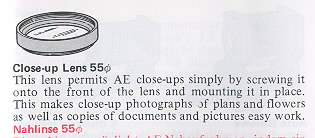 Close-up Lens 55ϕ
This lens permits AE close-ups simply by screwing it
onto the front of the lens and mounting it in place.
This makes close-up photographs of plans and flowers
as well as copies of documents and pictures easy work.
Nahlinse 55ϕ